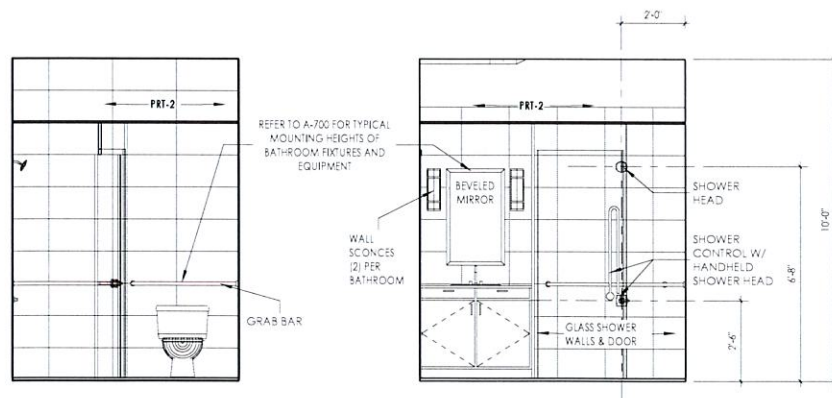 2'-0"
PRT-2
PRT-2
REFER TO A-700 FOR TYPICAL
MOUNTING HEIGHTS OF
BATHROOM FIXTURES AND
EQUIPMENT
BEVELED
MIRROR
WALL
SCONCES
(2) PER
BATHROOM
SHOWER
HEAD
SHOWER
CONTROL W/
HANDHELD
SHOWER HEAD
GRAB BAR
GLASS SHOWER
WALLS & DOOR
2'-6"
6'-8"
10'-0"